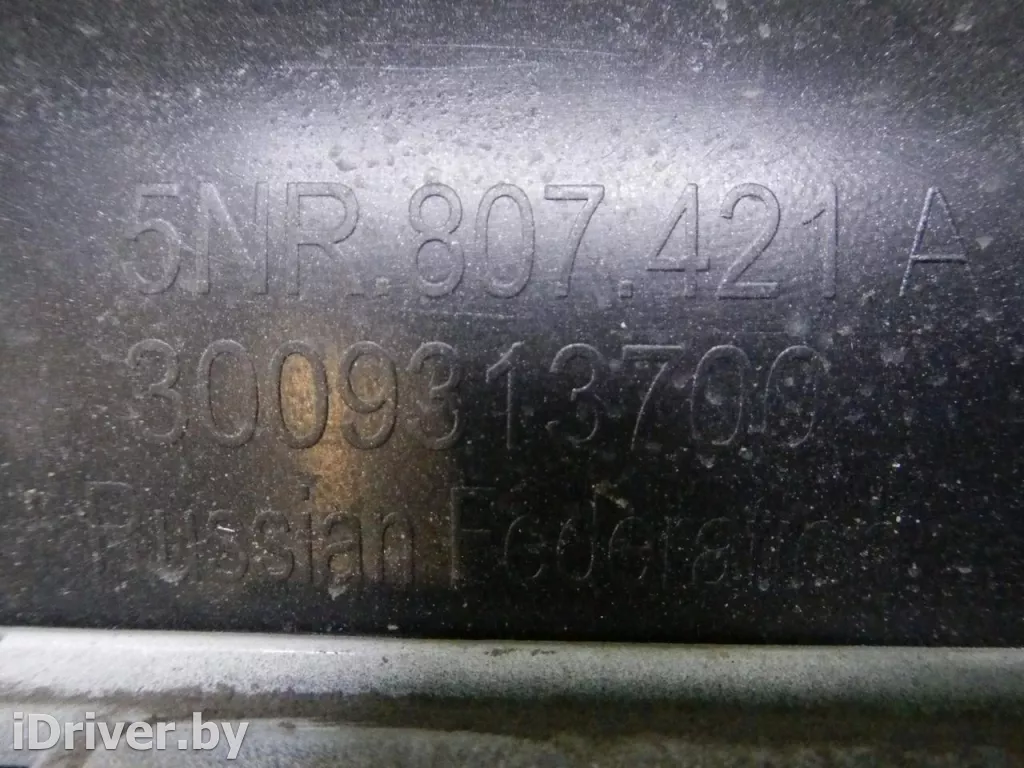 5NR.807.421.A
3009313700
Russian Federation
iDriver.by